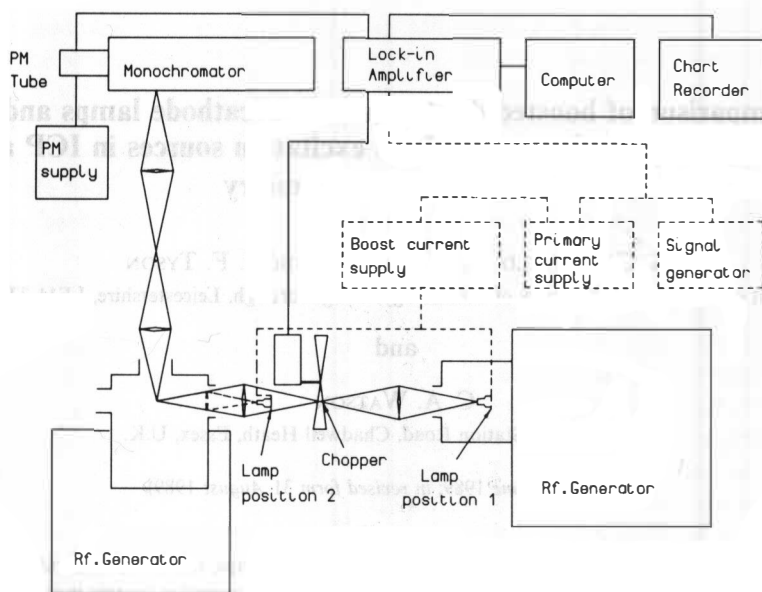 PM
Tube
Monochromator
Lock-in
Amplifier
Computer
Chart
Recorder
PM
supply
Boost current
supply
Primary
current
supply
Signal
generator
Lamp
position 2
Chopper
Lamp
position 1
Rf.Generator
Rf.Generator